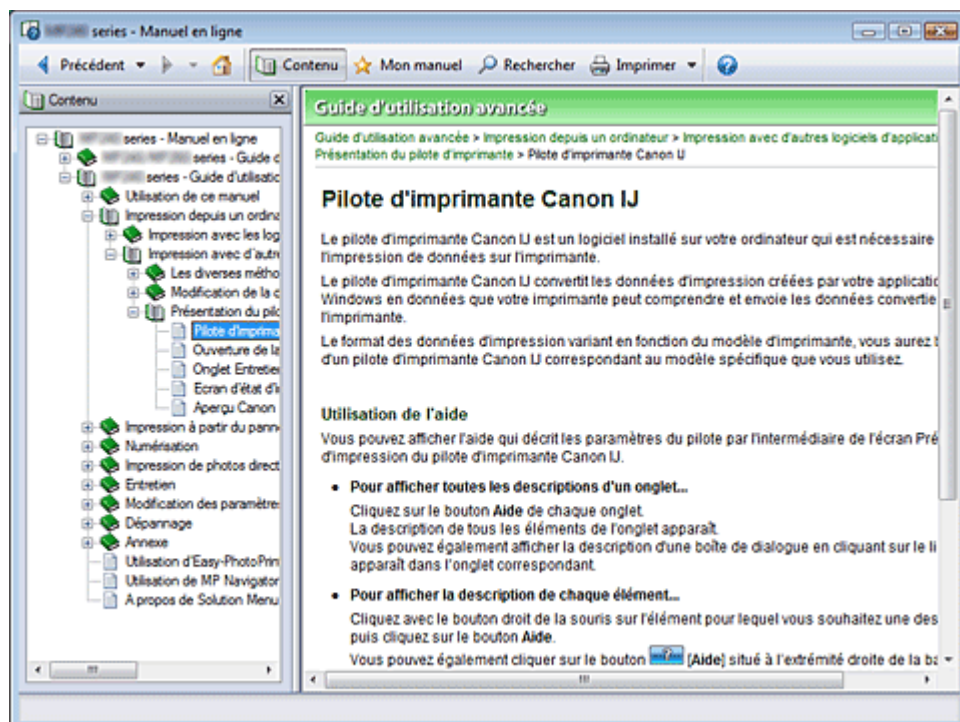 series - Manuel en ligne
Précédent
Contenu
Mon manuel
Rechercher
Imprimer
Contenu
series - Manuel en ligne
series - Guide d
series - Guide d'utilisatic
Utilisation de ce manuel
Impression depuis un ordina
Impression avec les log
Impression avec d'autre
Les diverses métho
Modification de la c
Présentation du pilo
Pilote d'imprima
Ouverture de la
Onglet Entretien
Ecran d'état d'i
Aperçu Canon
Impression à partir du pann
Numérisation
Impression de photos direct
Entretien
Modification des paramètre
Dépannage
Annexe
Utilisation d'Easy-PhotoPrin
Utilisation de MP Navigator
A propos de Solution Menu
Guide d'utilisation avancée
Guide d'utilisation avancée > Impression depuis un ordinateur > Impression avec d'autres logiciels d'applicati
Présentation du pilote d'imprimante > Pilote d'imprimante Canon IJ
Pilote d'imprimante Canon IJ
Le pilote d'imprimante Canon IJ est un logiciel installé sur votre ordinateur qui est nécessaire
l'impression de données sur l'imprimante.
Le pilote d'imprimante Canon IJ convertit les données d'impression créées par votre applicatio
Windows en données que votre imprimante peut comprendre et envoie les données convertie
l'imprimante.
Le format des données d'impression variant en fonction du modèle d'imprimante, vous aurez b
d'un pilote d'imprimante Canon IJ correspondant au modèle spécifique que vous utilisez.
Utilisation de l'aide
Vous pouvez afficher l'aide qui décrit les paramètres du pilote par l'intermédiaire de l'écran Pré
d'impression du pilote d'imprimante Canon IJ.
• Pour afficher toutes les descriptions d'un onglet...
Cliquez sur le bouton Aide de chaque onglet.
La description de tous les éléments de l'onglet apparaît.
Vous pouvez également afficher la description d'une boîte de dialogue en cliquant sur le li
apparaît dans l'onglet correspondant.
• Pour afficher la description de chaque élément...
Cliquez avec le bouton droit de la souris sur l'élément pour lequel vous souhaitez une des
puis cliquez sur le bouton Aide.
Vous pouvez également cliquer sur le bouton [Aide] situé à l'extrémité droite de la ba